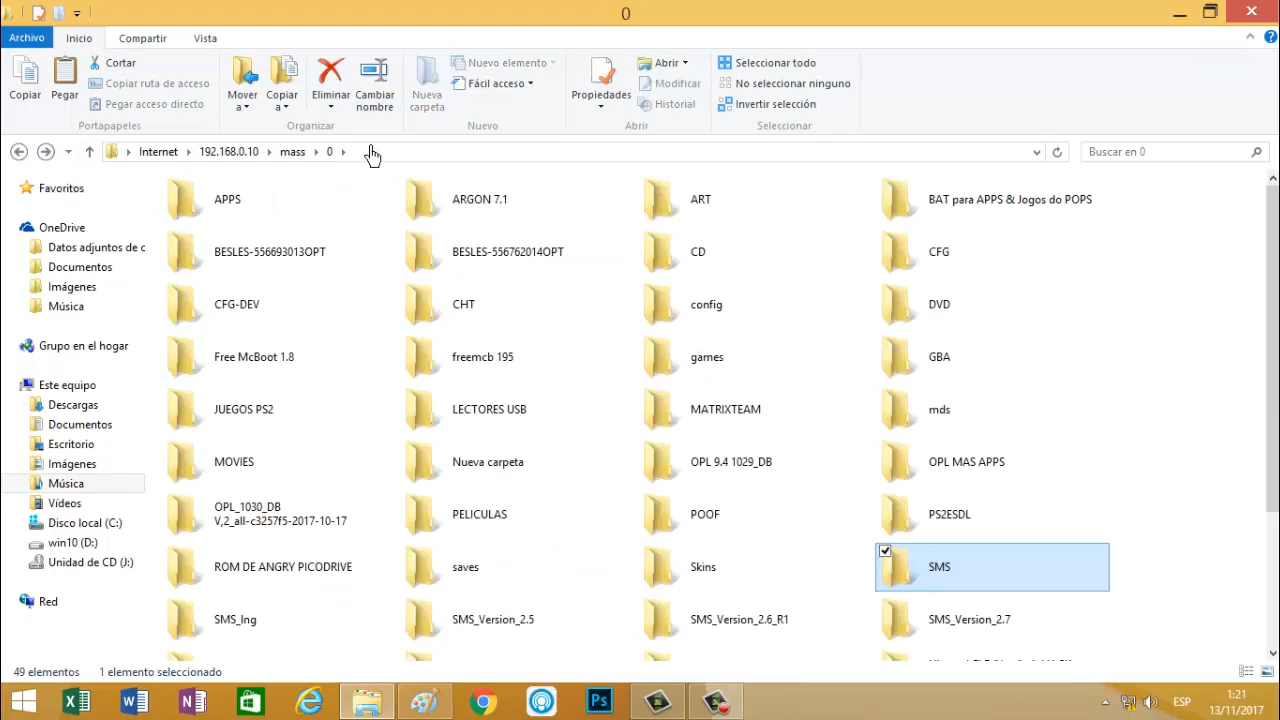 0
Archivo Inicio Compartir Vista
Copiar
Pegar
Cortar
Copiar ruta de acceso
Pegar acceso directo
Portapapeles
Mover a
Copiar a
Eliminar
Cambiar nombre
Organizar
Nueva carpeta
Nuevo elemento
Fácil acceso
Nuevo
Propiedades
Abrir
Modificar
Historial
Abrir
Seleccionar todo
No seleccionar ninguno
Invertir selección
Seleccionar
Internet 192.168.0.10 mass 0
Buscar en 0
Favoritos
OneDrive
Datos adjuntos de c
Documentos
Imágenes
Música
Grupo en el hogar
Este equipo
Descargas
Documentos
Escritorio
Imágenes
Música
Vídeos
Disco local (C:)
win10 (D:)
Unidad de CD (J:)
Red
APPS ARGON 7.1 ART BAT para APPS & Jogos do POPS
BESLES-556693013OPT BESLES-556762014OPT CD CFG
CFG-DEV CHT config DVD
Free McBoot 1.8 freemcb 195 games GBA
JUEGOS PS2 LECTORES USB MATRIXTEAM mds
MOVIES Nueva carpeta OPL 9.4 1029_DB OPL MAS APPS
OPL_1030_DB V,2_all-c3257f5-2017-10-17 PELICULAS POOF PS2ESDL
ROM DE ANGRY PICODRIVE saves Skins SMS
SMS_lng SMS_Version_2.5 SMS_Version_2.6_R1 SMS_Version_2.7
49 elementos 1 elemento seleccionado
Ps
ESP
1:21
13/11/2017